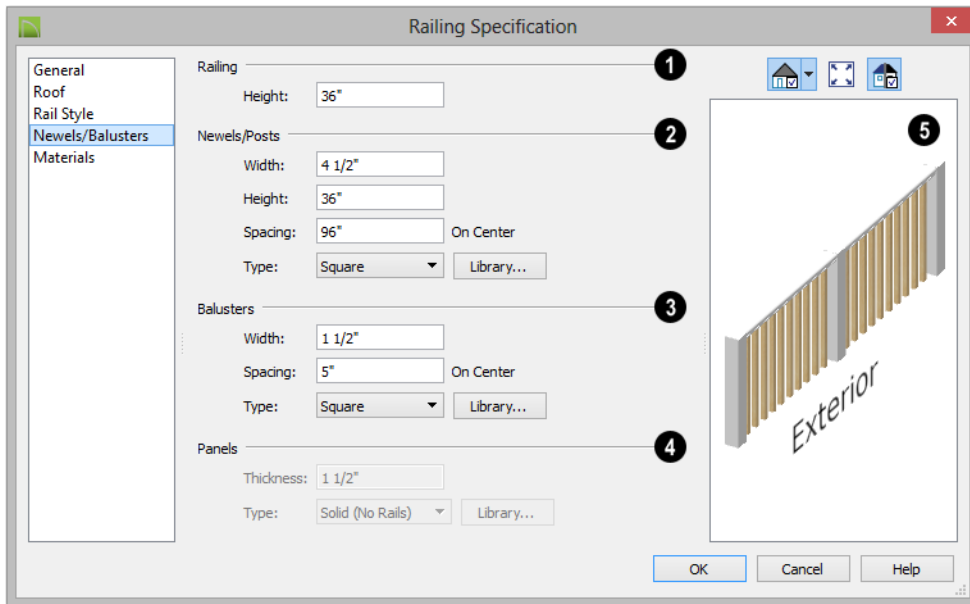 Railing Specification
General
Roof
Rail Style
Newels/Balusters
Materials
Railing 1
Height: 36"
Newels/Posts 2
Width: 4 1/2"
Height: 36"
Spacing: 96" On Center
Type: Square Library...
Balusters 3
Width: 1 1/2"
Spacing: 5" On Center
Type: Square Library...
Panels 4
Thickness: 1 1/2"
Type: Solid (No Rails) Library...
5
Exterior
OK Cancel Help